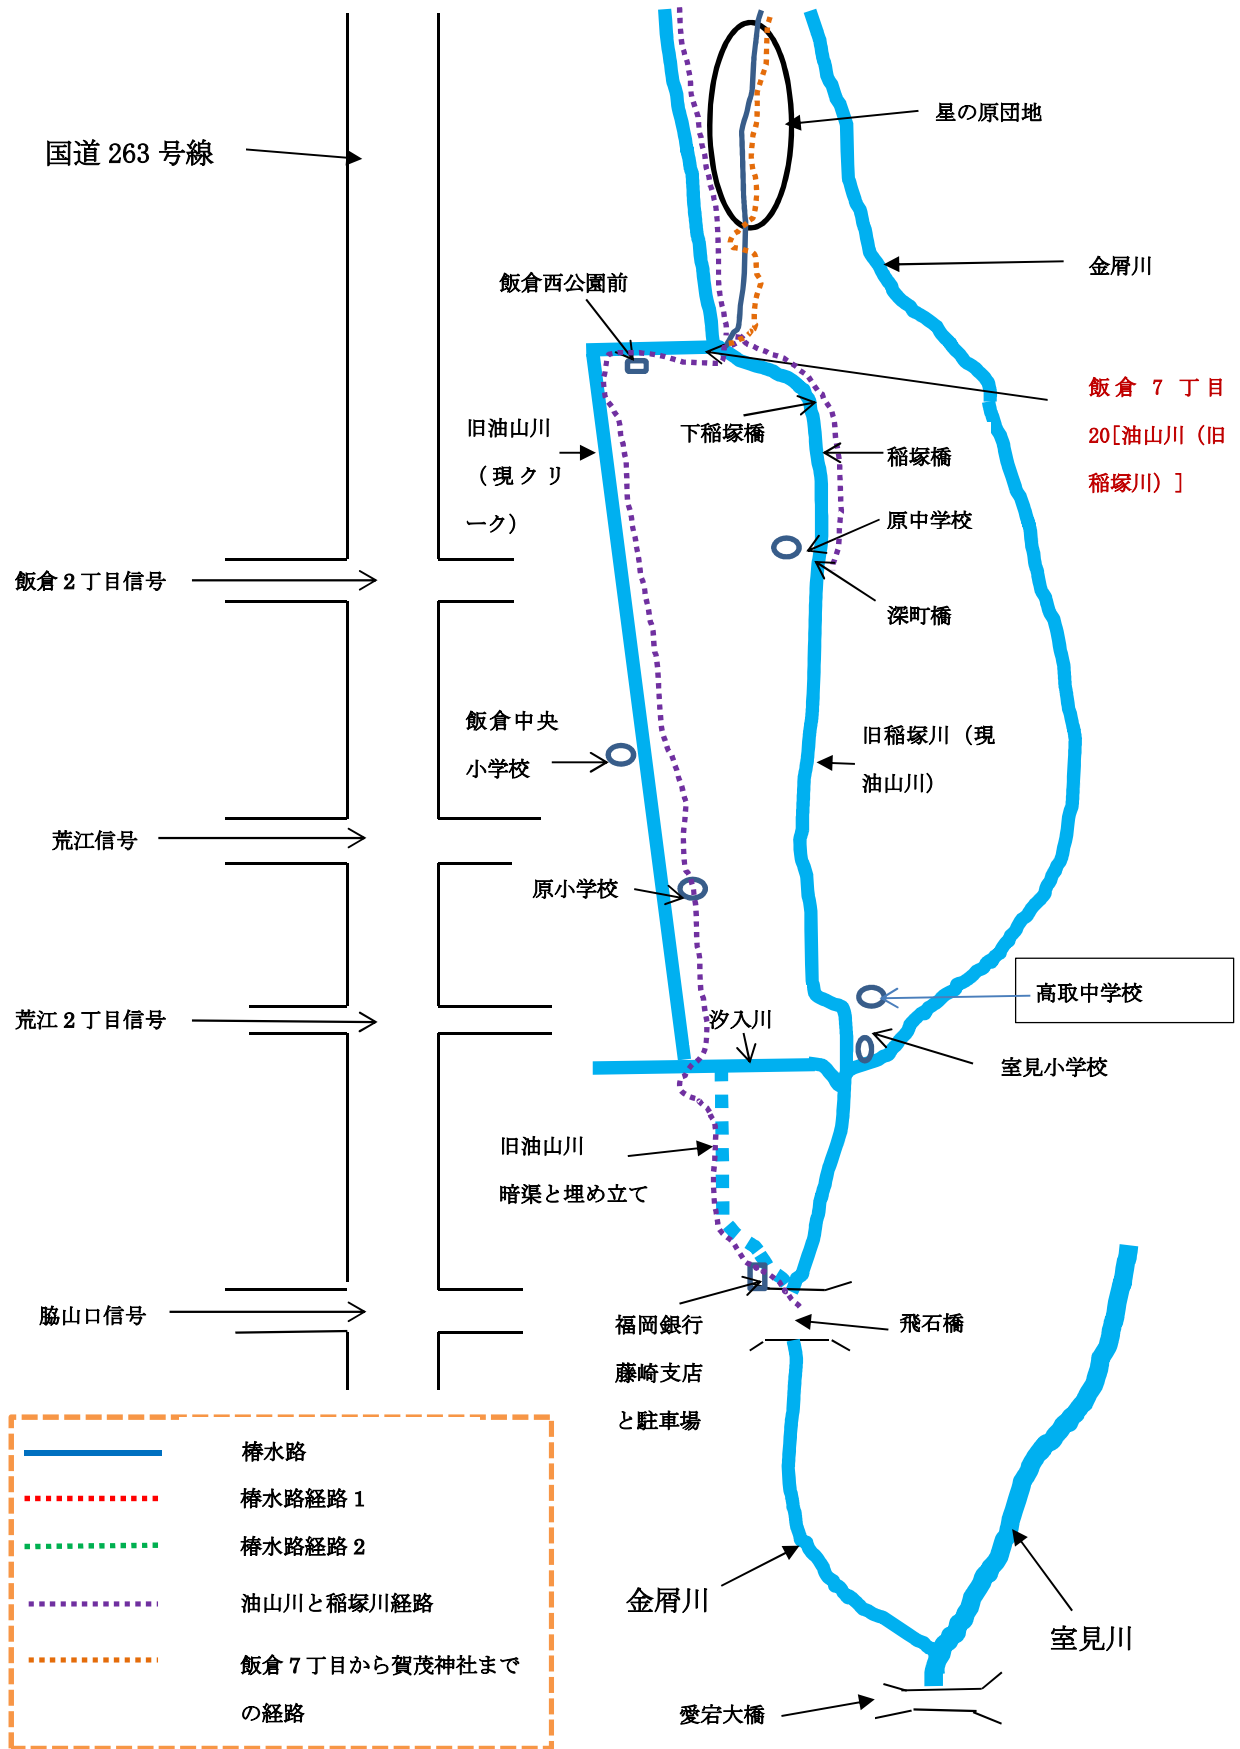 星の原団地
国道 263 号線
金屑川
飯倉西公園前
飯倉 7 丁目
20[油山川（旧
稲塚川）]
旧油山川
（現クリ
ーク）
下稲塚橋
稲塚橋
原中学校
飯倉 2 丁目信号
深町橋
飯倉中央
小学校
旧稲塚川（現
油山川）
荒江信号
原小学校
高取中学校
荒江 2 丁目信号
汐入川
室見小学校
旧油山川
暗渠と埋め立て
脇山口信号
福岡銀行
藤崎支店
と駐車場
飛石橋
椿水路
椿水路経路 1
椿水路経路 2
油山川と稲塚川経路
飯倉 7 丁目から賀茂神社まで
の経路
金屑川
室見川
愛宕大橋